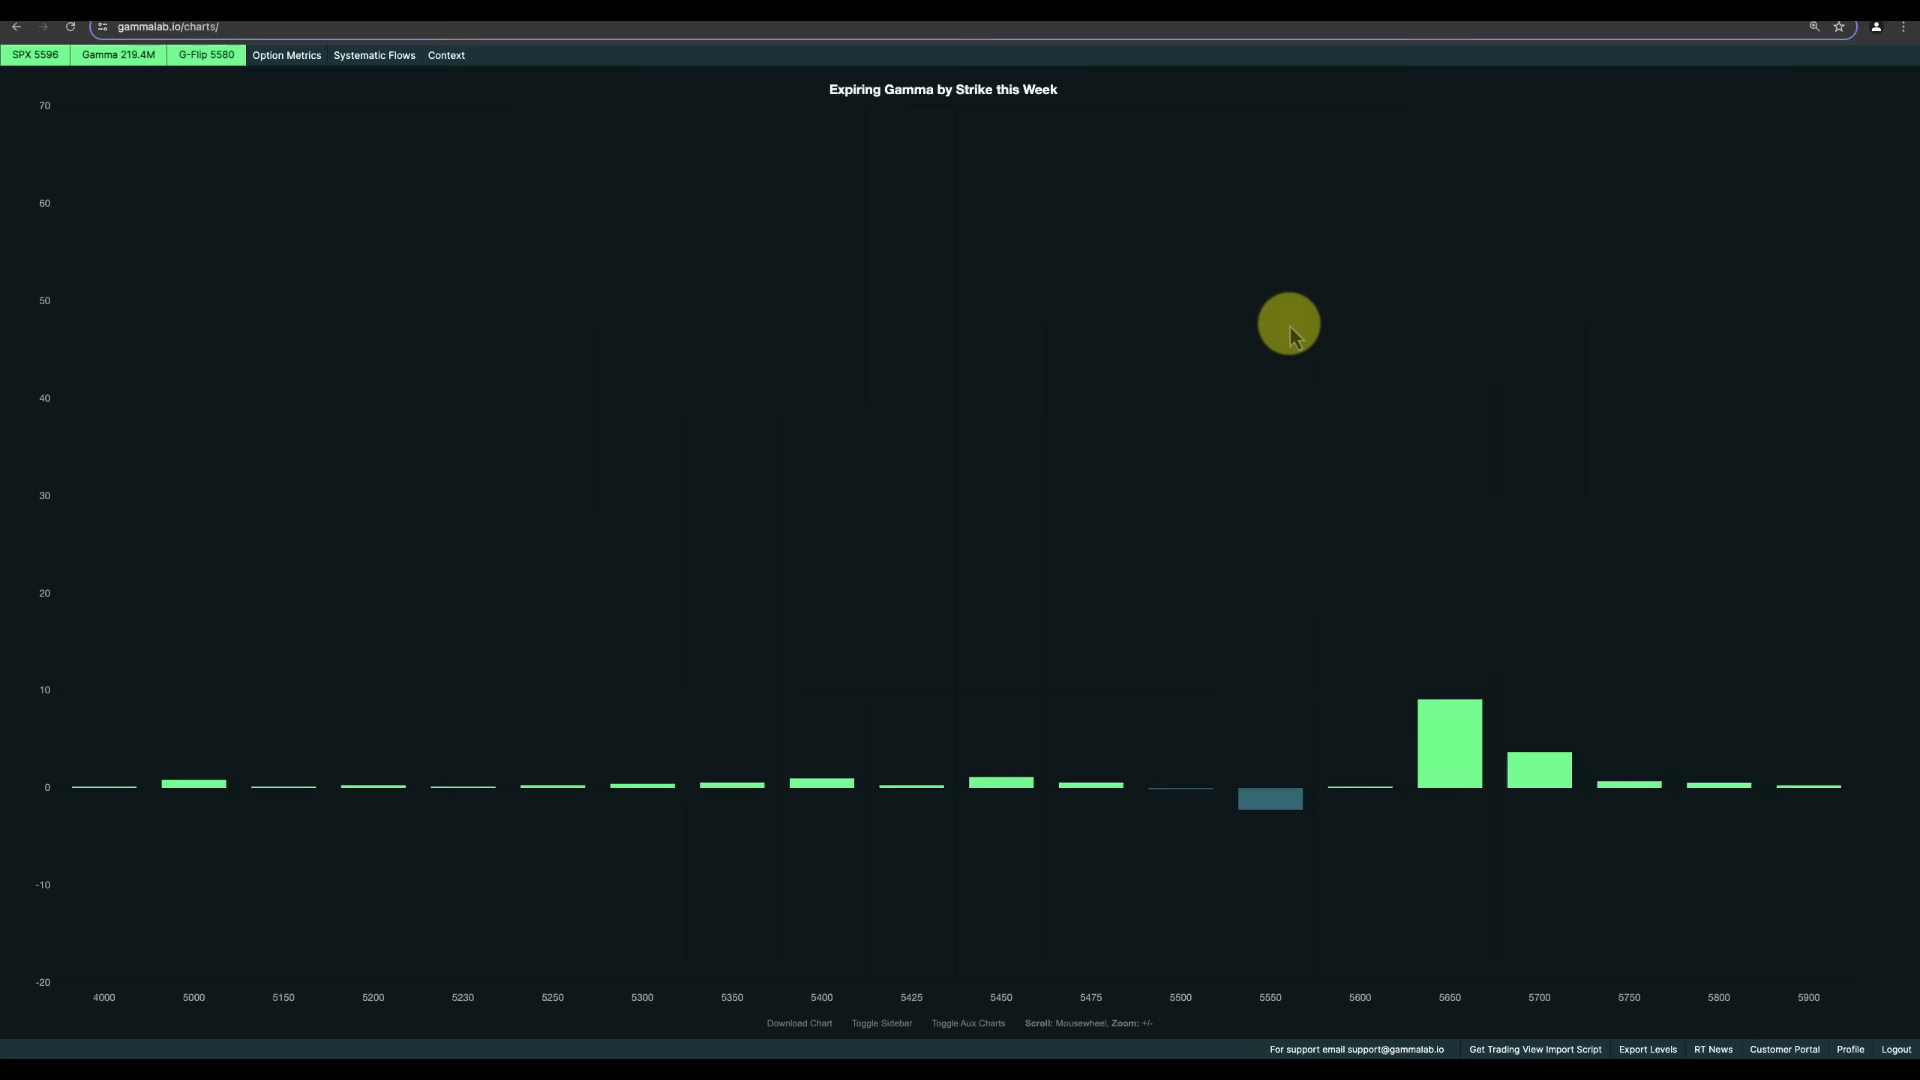 gammalab.io/charts/
SPX 5596 Gamma 219.4M G-Flip 5580 Option Metrics Systematic Flows Context
Expiring Gamma by Strike this Week
70
60
50
40
30
20
10
0
-10
-20
4000 5000 5150 5200 5230 5250 5300 5350 5400 5425 5450 5475 5500 5550 5600 5650 5700 5750 5800 5900
Download Chart Toggle Sidebar Toggle Aux Charts Scroll: Mousewheel, Zoom: +/-
For support email support@gammalab.io Get Trading View Import Script Export Levels RT News Customer Portal Profile Logout